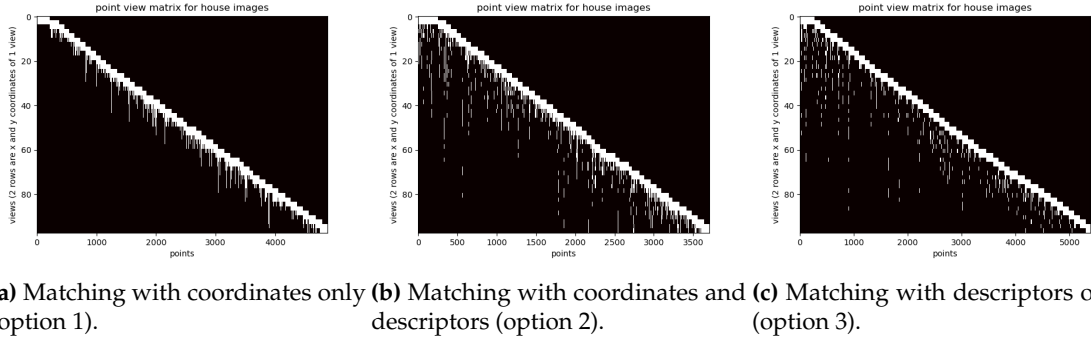 point view matrix for house images
views (2 rows are x and y coordinates of 1 view)
0
20
40
60
80
0 1000 2000 3000 4000
points
point view matrix for house images
views (2 rows are x and y coordinates of 1 view)
0
20
40
60
80
0 500 1000 1500 2000 2500 3000 3500
points
point view matrix for house images
views (2 rows are x and y coordinates of 1 view)
0
20
40
60
80
0 1000 2000 3000 4000 5000
points
a) Matching with coordinates only
option 1).
(b) Matching with coordinates and
descriptors (option 2).
(c) Matching with descriptors o
(option 3).